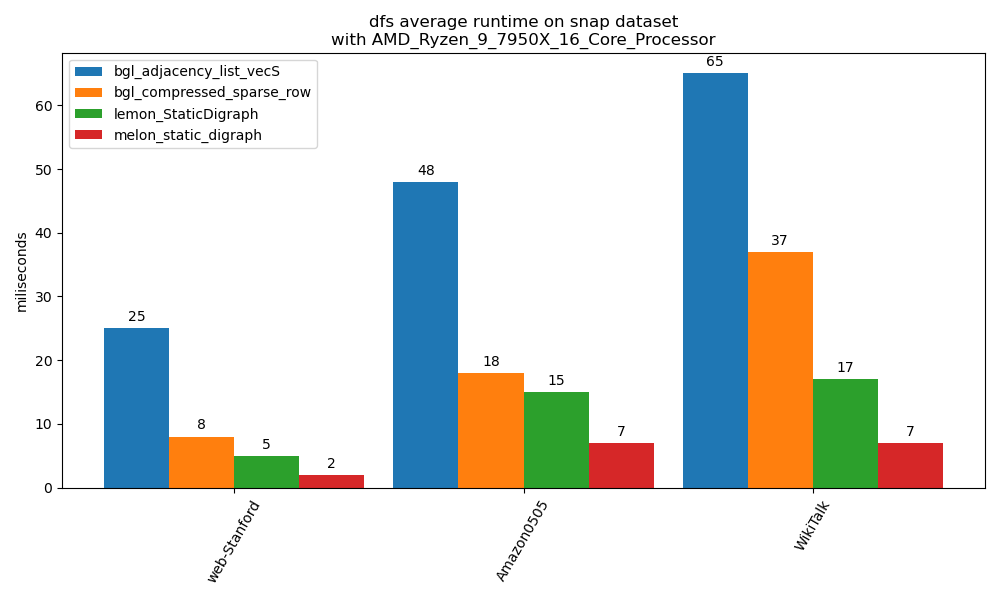 dfs average runtime on snap dataset
with AMD_Ryzen_9_7950X_16_Core_Processor
bgl_adjacency_list_vecS
bgl_compressed_sparse_row
lemon_StaticDigraph
melon_static_digraph
miliseconds
60
50
40
30
20
10
0
25
8
5
2
48
18
15
7
65
37
17
7
web-Stanford
Amazon0505
WikiTalk